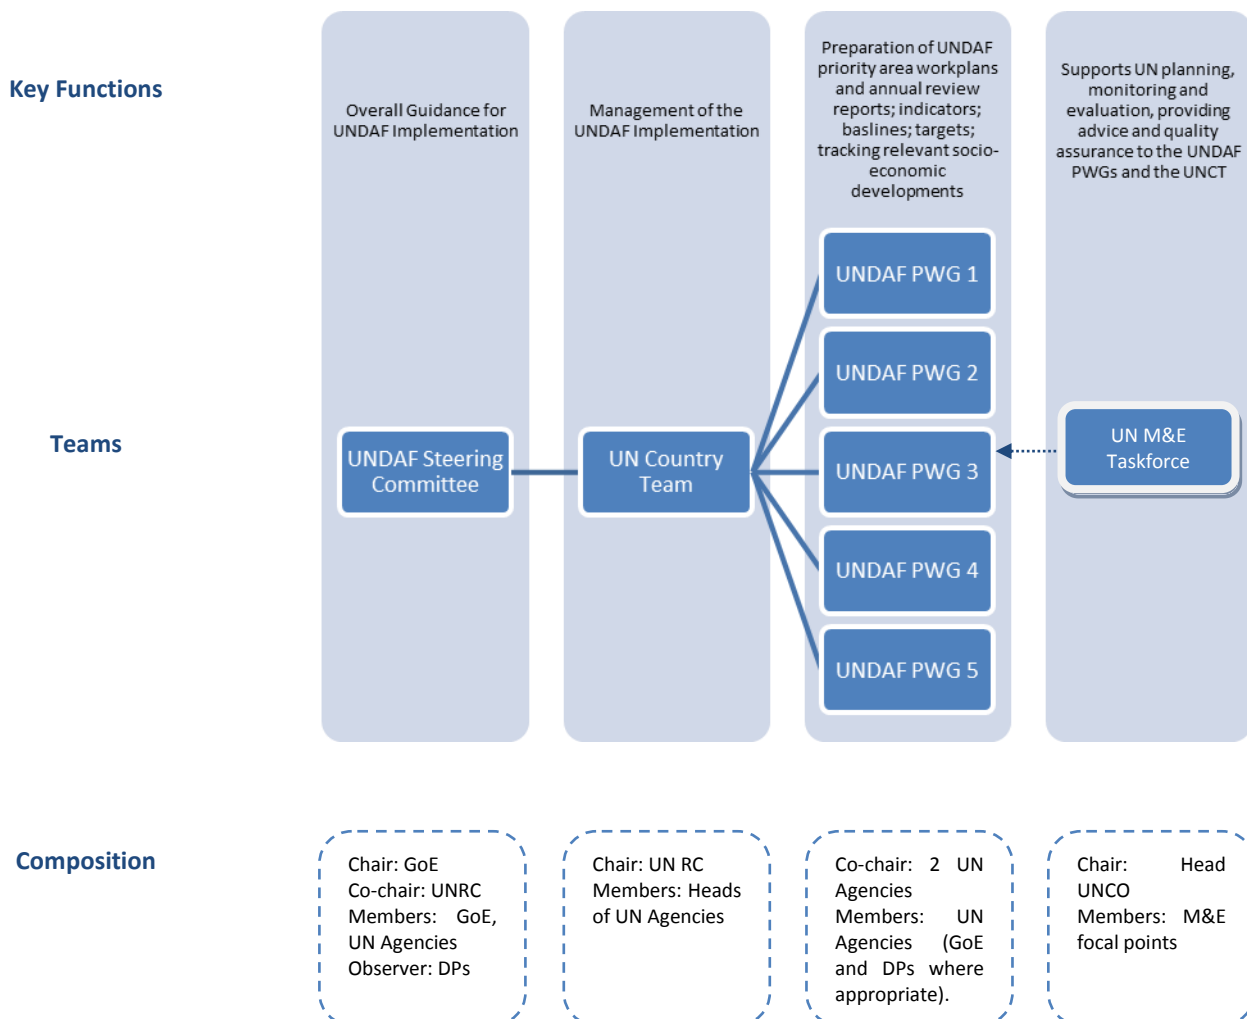 Key Functions
Overall Guidance for
UNDAF Implementation
Management of the
UNDAF Implementation
Preparation of UNDAF
priority area workplans
and annual review
reports; indicators;
baslines; targets;
tracking relevant socio-
economic
developments
Supports UN planning,
monitoring and
evaluation, providing
advice and quality
assurance to the UNDAF
PWGs and the UNCT
Teams
UNDAF Steering
Committee
UN Country
Team
UNDAF PWG 1
UNDAF PWG 2
UNDAF PWG 3
UNDAF PWG 4
UNDAF PWG 5
UN M&E
Taskforce
Composition
Chair: GoE
Co-chair: UNRC
Members: GoE,
UN Agencies
Observer: DPs
Chair: UN RC
Members: Heads
of UN Agencies
Co-chair: 2 UN
Agencies
Members: UN
Agencies (GoE
and DPs where
appropriate).
Chair: Head
UNCO
Members: M&E
focal points